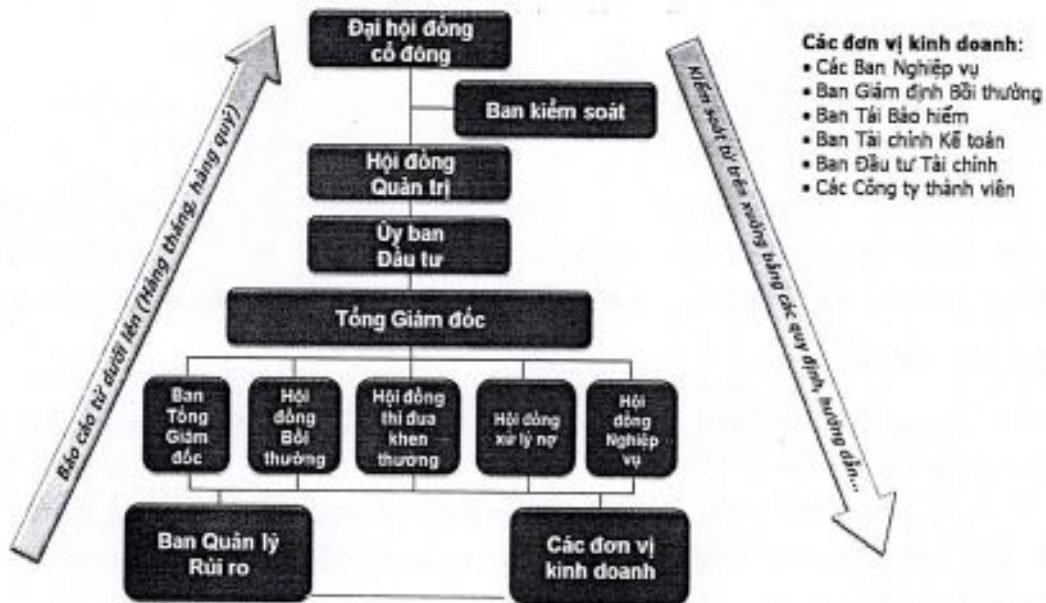 Đại hội đồng
cổ đông
Ban kiểm soát
Hội đồng
Quản trị
Ủy ban
Đầu tư
Tổng Giám đốc
Ban
Tổng
Giám
đốc
Hội
đồng
Bồi
thường
Hội đồng
thi đua
khen
thưởng
Hội đồng
xử lý nợ
Hội
đồng
Nghiệp
vụ
Ban Quản lý
Rủi ro
Các đơn vị
kinh doanh
Báo cáo từ dưới lên (Hàng tháng, hàng quý)
Kiểm soát từ trên xuống bằng các quy định, hướng dẫn...
Các đơn vị kinh doanh:
• Các Ban Nghiệp vụ
• Ban Giám định Bồi thường
• Ban Tái Bảo hiểm
• Ban Tài chính Kế toán
• Ban Đầu tư Tài chính
• Các Công ty thành viên